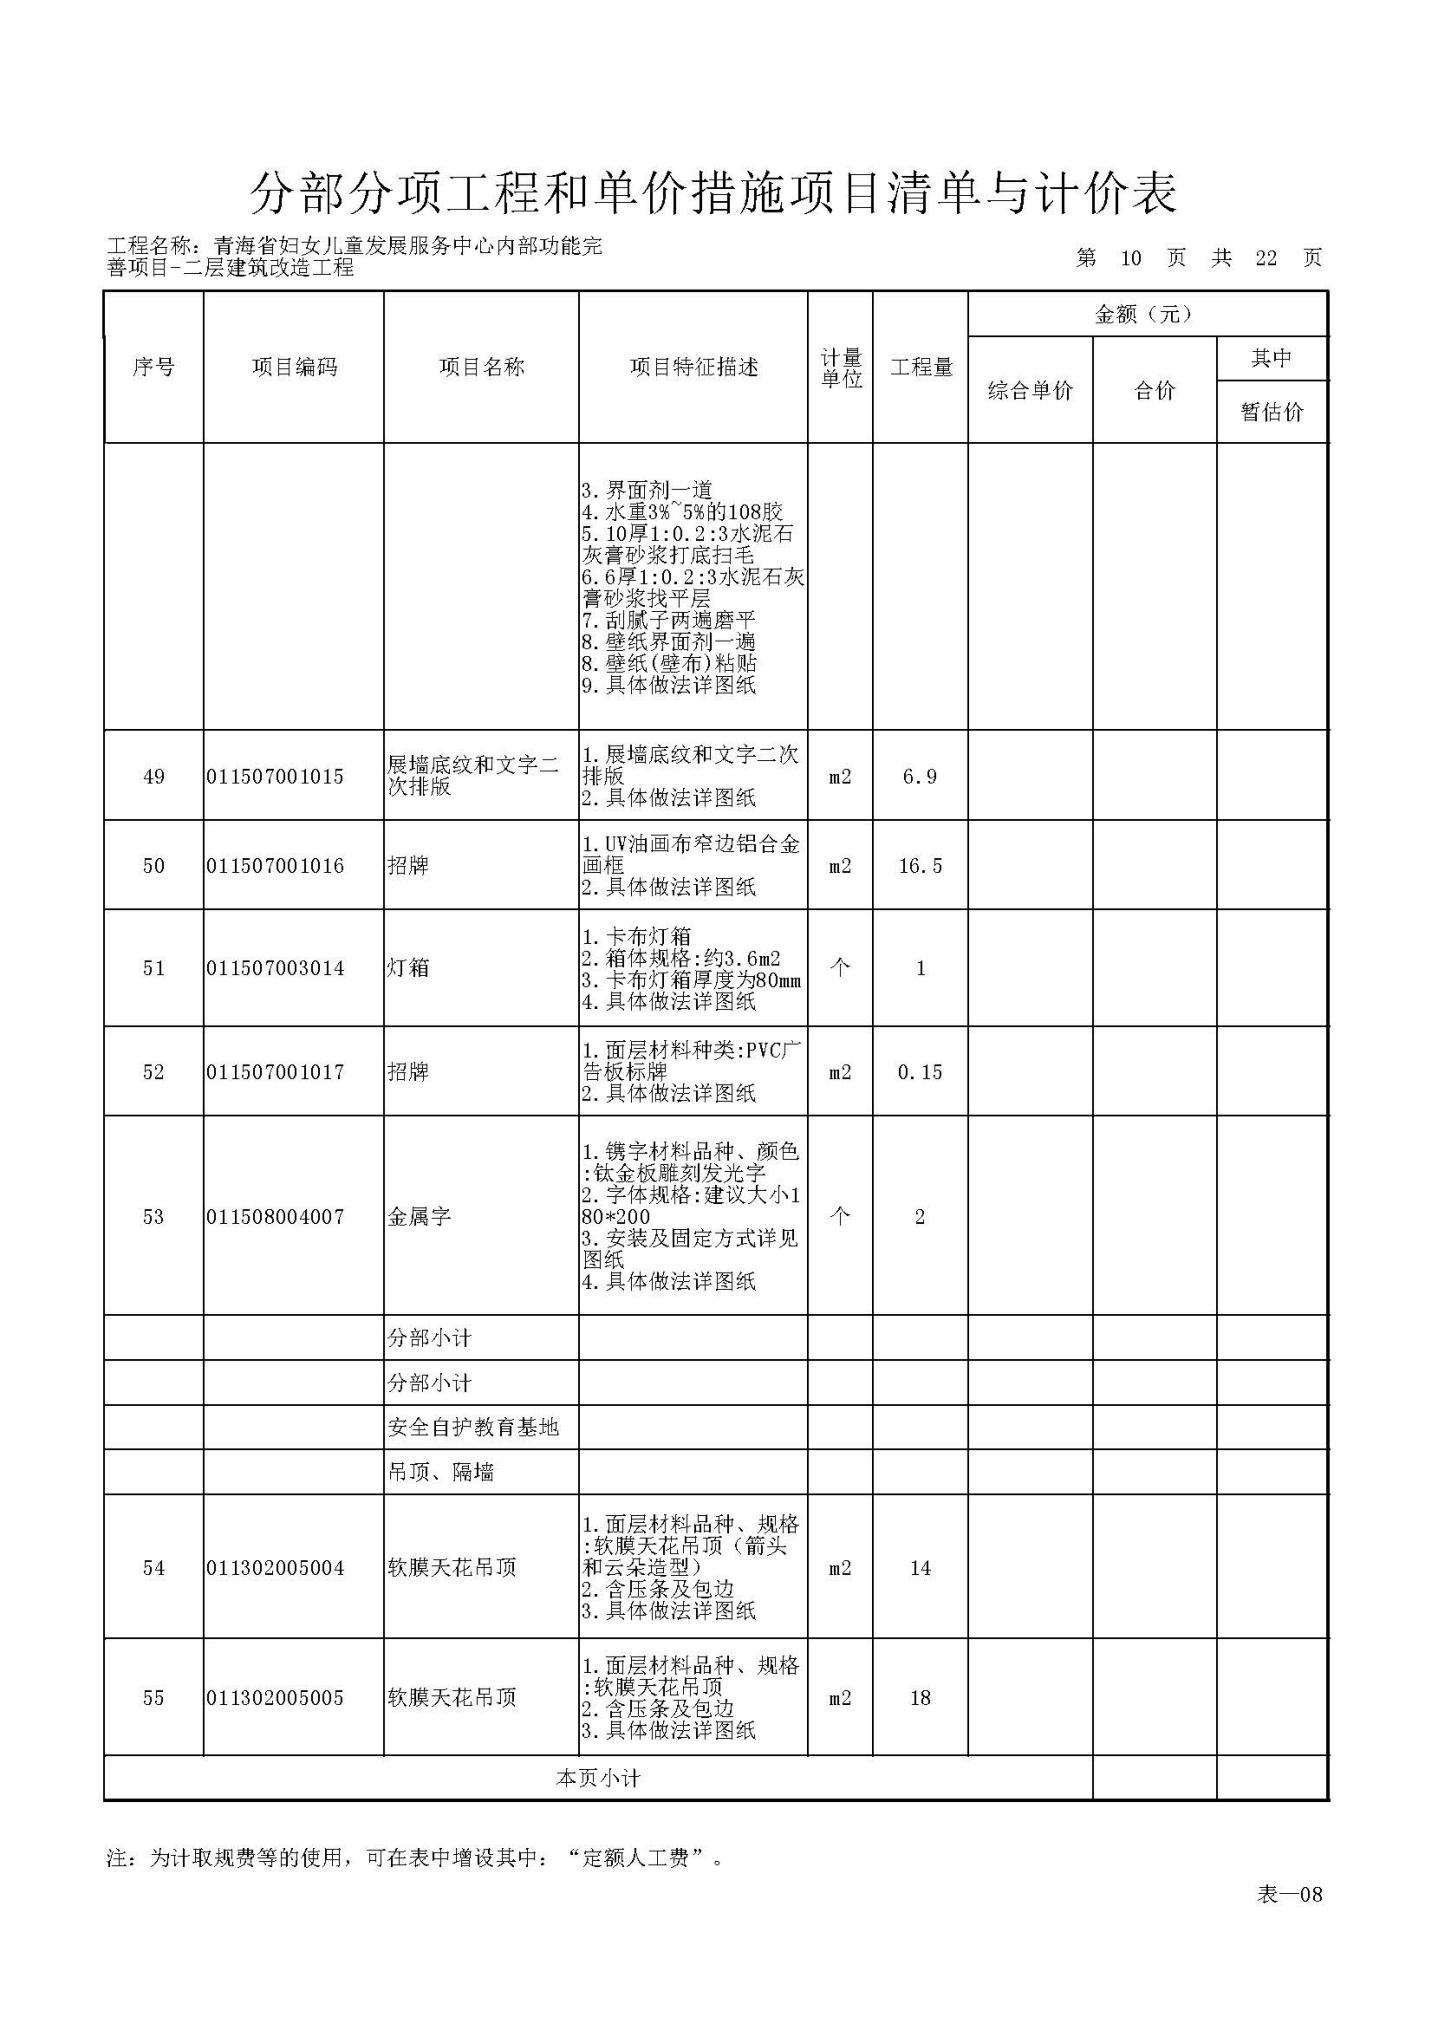 分部分项工程和单价措施项目清单与计价表
工程名称：青海省妇女儿童发展服务中心内部功能完
善项目-二层建筑改造工程
第 10 页 共 22 页
序号 项目编码 项目名称 项目特征描述 计量单位 工程量 金额（元）
综合单价 合价 其中
暂估价
3.界面剂一道
4.水重3%~5%的108胶
5.10厚1:0.2:3水泥石
灰膏砂浆打底扫毛
6.6厚1:0.2:3水泥石灰
膏砂浆找平层
7.刮腻子两遍磨平
8.壁纸界面剂一遍
8.壁纸(壁布)粘贴
9.具体做法详图纸
49 011507001015 展墙底纹和文字二
次排版
1.展墙底纹和文字二次
排版
2.具体做法详图纸
m2 6.9
50 011507001016 招牌
1.UV油画布窄边铝合金
画框
2.具体做法详图纸
m2 16.5
51 011507003014 灯箱
1.卡布灯箱
2.箱体规格:约3.6m2
3.卡布灯箱厚度为80mm
4.具体做法详图纸
个 1
52 011507001017 招牌
1.面层材料种类:PVC广
告板标牌
2.具体做法详图纸
m2 0.15
53 011508004007 金属字
1.镌字材料品种、颜色
:钛金板雕刻发光字
2.字体规格:建议大小1
80*200
3.安装及固定方式详见
图纸
4.具体做法详图纸
个 2
分部小计
分部小计
安全自护教育基地
吊顶、隔墙
54 011302005004 软膜天花吊顶
1.面层材料品种、规格
:软膜天花吊顶（箭头
和云朵造型）
2.含压条及包边
3.具体做法详图纸
m2 14
55 011302005005 软膜天花吊顶
1.面层材料品种、规格
:软膜天花吊顶
2.含压条及包边
3.具体做法详图纸
m2 18
本页小计
注：为计取规费等的使用，可在表中增设其中：“定额人工费”。
表—08